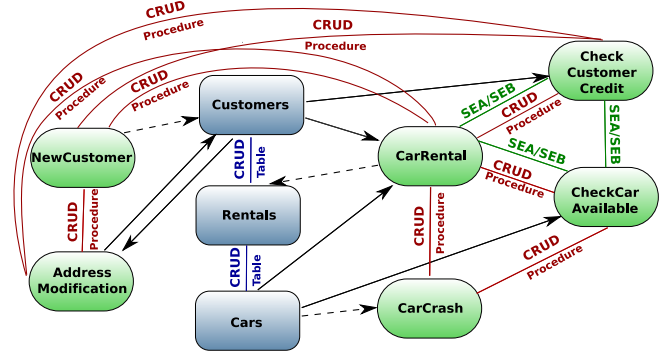 CRUD
Procedure
CRUD
Procedure
CRUD
Procedure
CRUD
Procedure
Check
Customer
Credit
Customers
SEA/SEB
CRUD
Procedure
SEA/SEB
NewCustomer
CRUD
Table
CarRental
SEA/SEB
CRUD
Procedure
CheckCar
Available
CRUD
Procedure
Rentals
CRUD
Procedure
CRUD
Procedure
CRUD
Table
Address
Modification
Cars
CarCrash